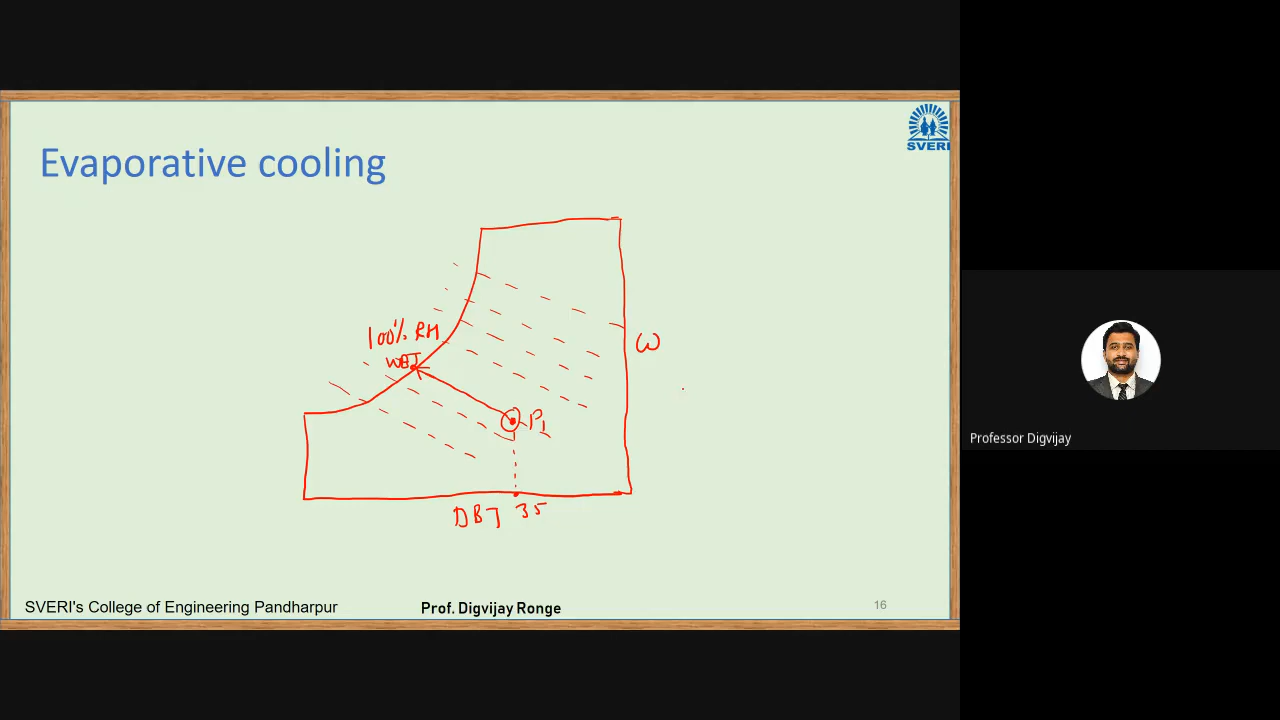 SVERI
Evaporative cooling
100% RH
WBT
ω
P1
DBT 35
SVERI's College of Engineering Pandharpur
Prof. Digvijay Ronge
16
Professor Digvijay